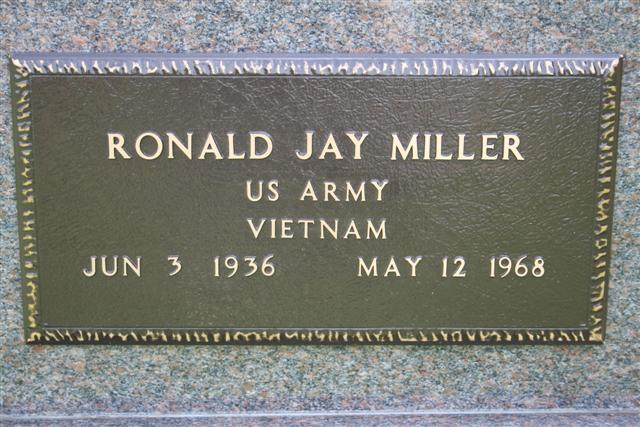 RONALD JAY MILLER
US ARMY
VIETNAM
JUN 3 1936 MAY 12 1968